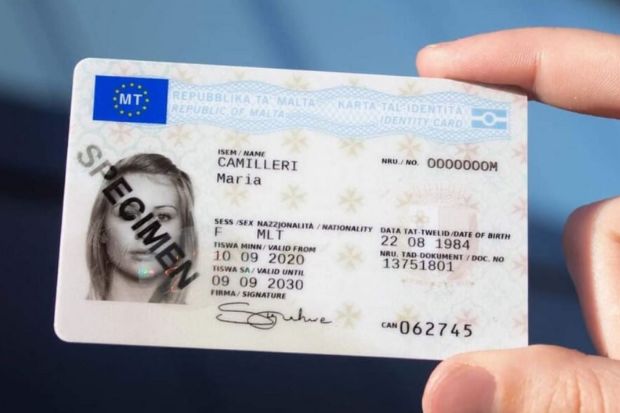 MT
REPUBBLIKA TA' MALTA
REPUBLIC OF MALTA
KARTA TAL-IDENTITÀ
IDENTITY CARD
SPECIMEN
ISEM / NAME
CAMILLERI
Maria
NRU./ NO. 0000000M
SESS /SEX NAZZJONALITÀ / NATIONALITY
F MLT
DATA TAT-TWELID/DATE OF BIRTH
22 08 1984
TISWA MINN / VALID FROM
10 09 2020
NRU. TAD-DOKUMENT / DOC. NO
13751801
TISWA SA / VALID UNTIL
09 09 2030
FIRMA / SIGNATURE
CAN 062745